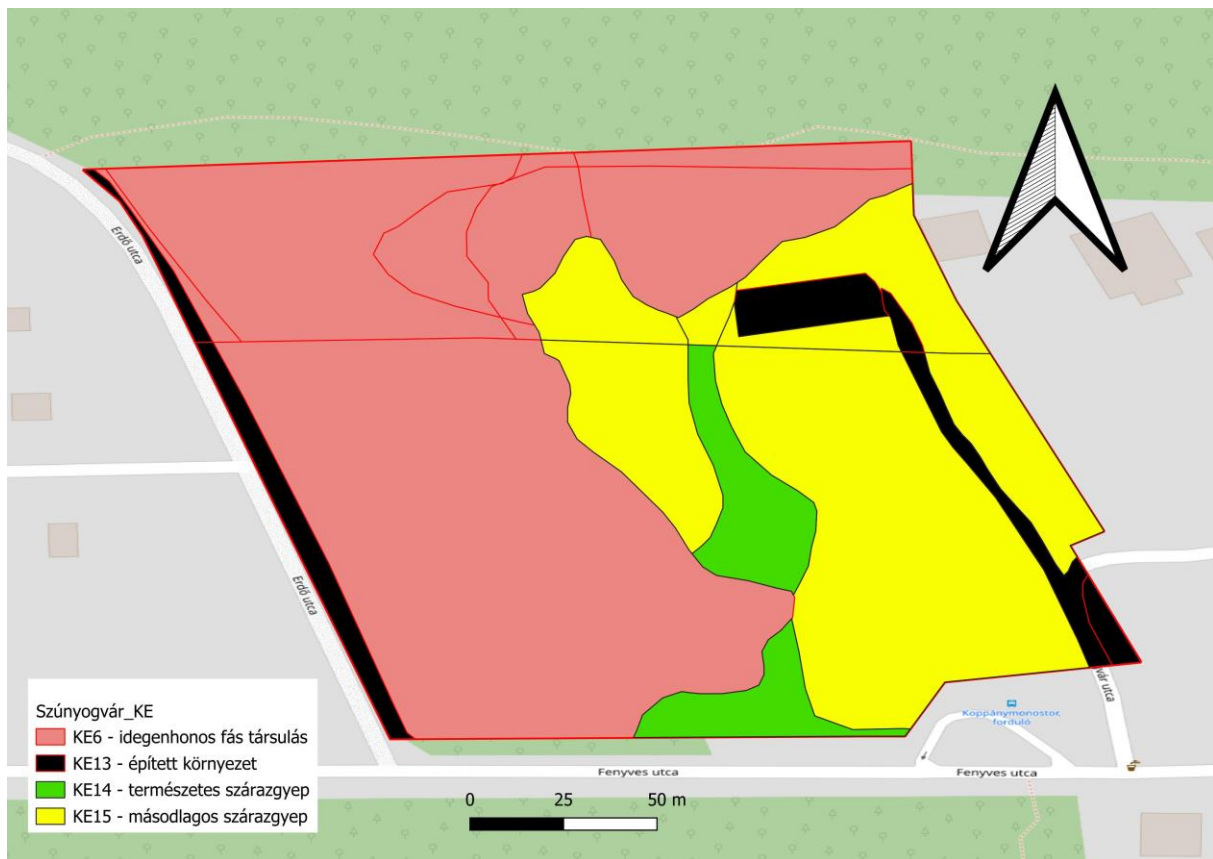 Erdő utca
Erdő utca
Szúnyogvár_KE
KE6 - idegenhonos fás társulás
KE13 - épített környezet
KE14 - természetes szárazgyep
KE15 - másodlagos szárazgyep
0 25 50 m
vár utca
Koppánymonostor,
forduló
Fenyves utca
Fenyves utca